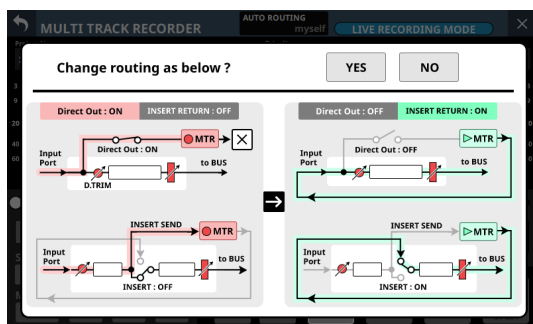 MULTI TRACK RECORDER
AUTO ROUTING
myself
LIVE RECORDING MODE
Change routing as below ?
YES
NO
Direct Out : ON
INSERT RETURN : OFF
MTR
Direct Out : ON
Input
Port
to BUS
D.TRIM
INSERT SEND
MTR
Input
Port
to BUS
INSERT : OFF
Direct Out : OFF
INSERT RETURN : ON
MTR
Direct Out : OFF
Input
Port
to BUS
INSERT SEND
MTR
Input
Port
to BUS
INSERT : ON